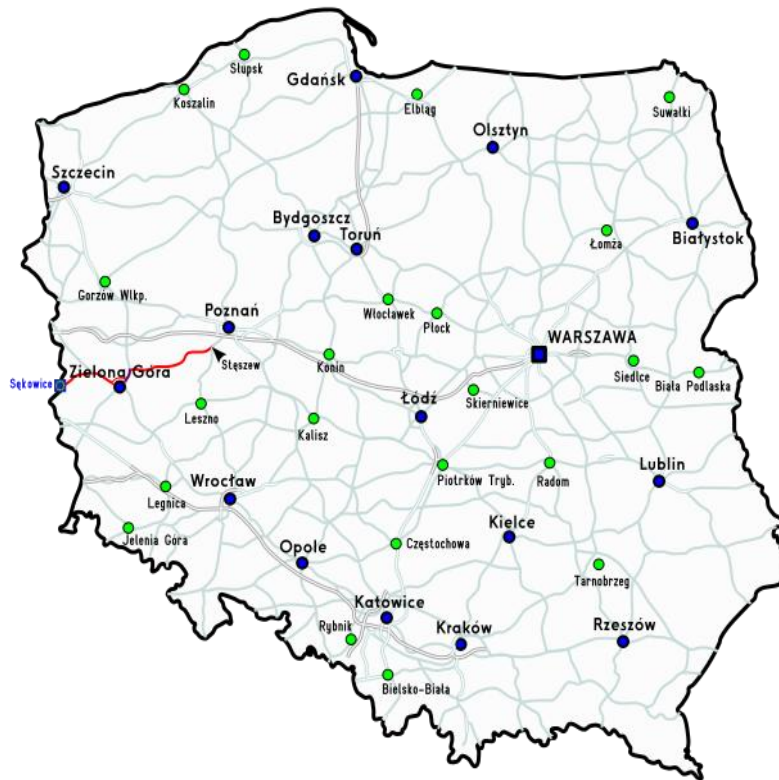 Słupsk
Gdańsk
Koszalin
Elbląg
Suwałki
Olsztyn
Szczecin
Bydgoszcz
Toruń
Łomża
Białystok
Gorzów Wlkp.
Poznań
Włocławek
Płock
WARSZAWA
Stęszew
Konin
Siedlce
Biała Podlaska
Sękowice
Zielona Góra
Skierniewice
Łódź
Leszno
Kalisz
Lublin
Wrocław
Piotrków Tryb.
Radom
Legnica
Kielce
Jelenia Góra
Opole
Częstochowa
Tarnobrzeg
Katowice
Rybnik
Kraków
Rzeszów
Bielsko-Biała